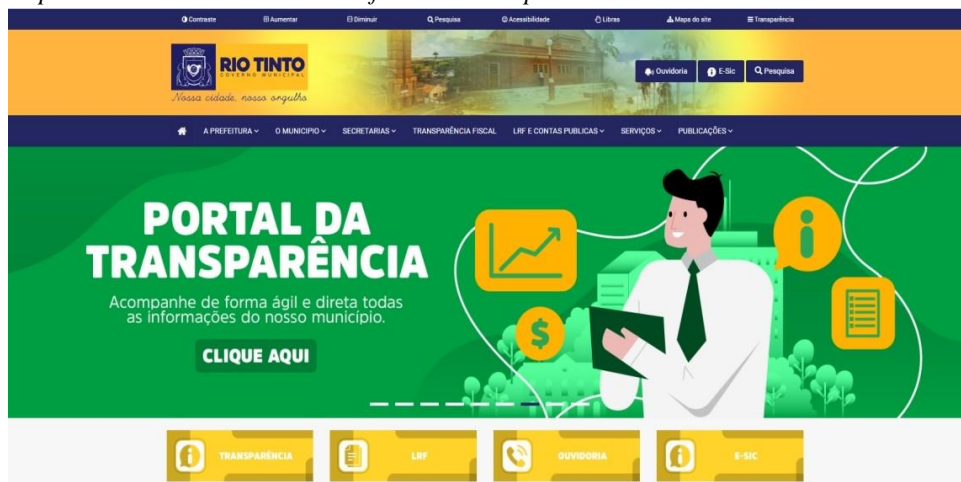 Contraste Aumentar Diminuir Pesquisa Acessibilidade Libras Mapa do site Transparência
RIO TINTO
GOVERNO MUNICIPAL
Nossa cidade, nosso orgulho
Ouvidoria E-Sic Pesquisa
A PREFEITURA O MUNICIPIO SECRETARIAS TRANSPARÊNCIA FISCAL LRF E CONTAS PUBLICAS SERVIÇOS PUBLICAÇÕES
PORTAL DA
TRANSPARÊNCIA
Acompanhe de forma ágil e direta todas
as informações do nosso município.
CLIQUE AQUI
TRANSPARÊNCIA LRF OUVIDORIA E-SIC